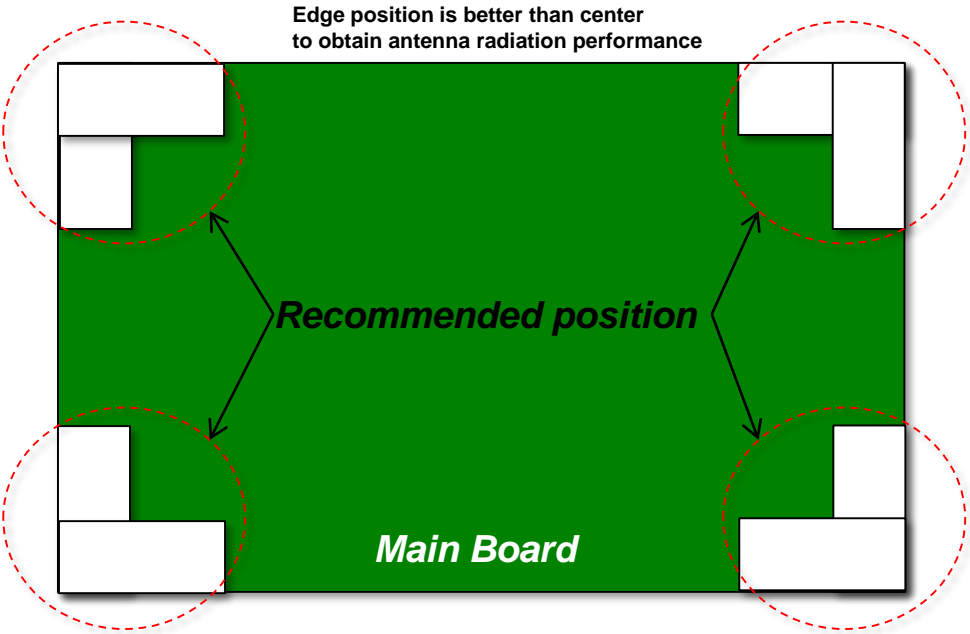 Edge position is better than center
to obtain antenna radiation performance
Recommended position
Main Board